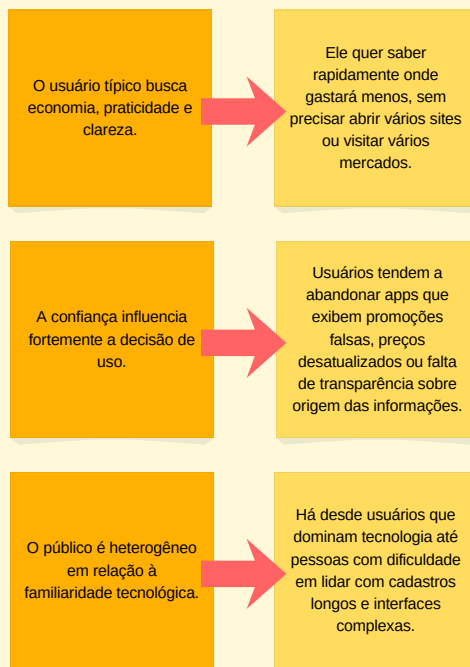 O usuário típico busca
economia, praticidade e
clareza.
Ele quer saber
rapidamente onde
gastará menos, sem
precisar abrir vários sites
ou visitar vários
mercados.
A confiança influencia
fortemente a decisão de
uso.
Usuários tendem a
abandonar apps que
exibem promoções
falsas, preços
desatualizados ou falta
de transparência sobre
origem das informações.
O público é heterogêneo
em relação à
familiaridade tecnológica.
Há desde usuários que
dominam tecnologia até
pessoas com dificuldade
em lidar com cadastros
longos e interfaces
complexas.